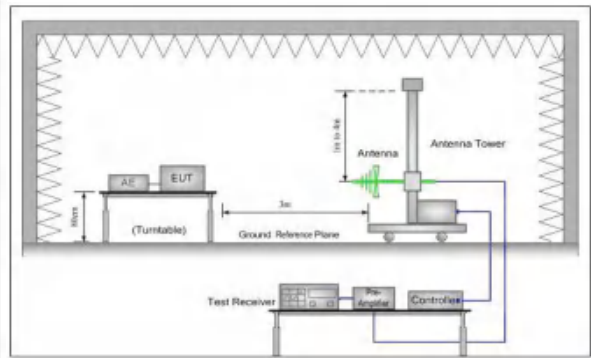 1m to 4m
Antenna
Antenna Tower
AE
EUT
80cm
3m
(Turntable)
Ground Reference Plane
Test Receiver
Pre-
Amplifier
Controller